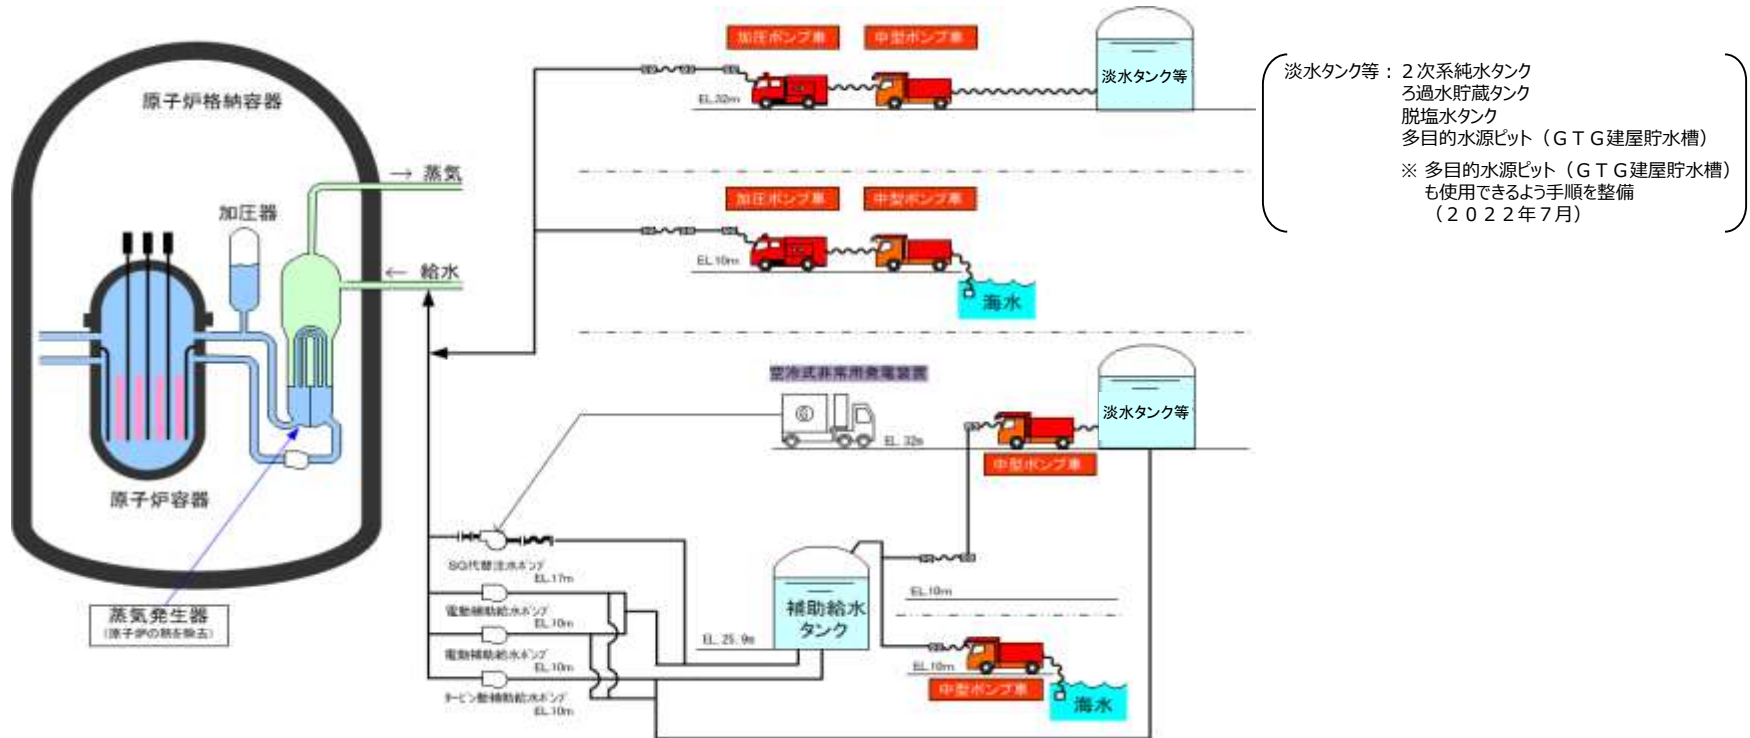 原子炉格納容器
→ 蒸気
加圧器
← 給水
原子炉容器
蒸気発生器
(原子炉の熱を除去)
加圧ポンプ車
中型ポンプ車
淡水タンク等
EL.32m
加圧ポンプ車
中型ポンプ車
EL.10m
海水
空冷式非常用発電装置
G
EL.32m
中型ポンプ車
淡水タンク等
SG代替注水ポンプ
EL.17m
電動補助給水ポンプ
EL.10m
電動補助給水ポンプ
EL.10m
タービン動補助給水ポンプ
EL.10m
補助給水
タンク
EL.25.9m
EL.10m
EL.10m
中型ポンプ車
海水
淡水タンク等：２次系純水タンク
ろ過水貯蔵タンク
脱塩水タンク
多目的水源ピット（ＧＴＧ建屋貯水槽）
※ 多目的水源ピット（ＧＴＧ建屋貯水槽）
も使用できるよう手順を整備
（２０２２年７月）